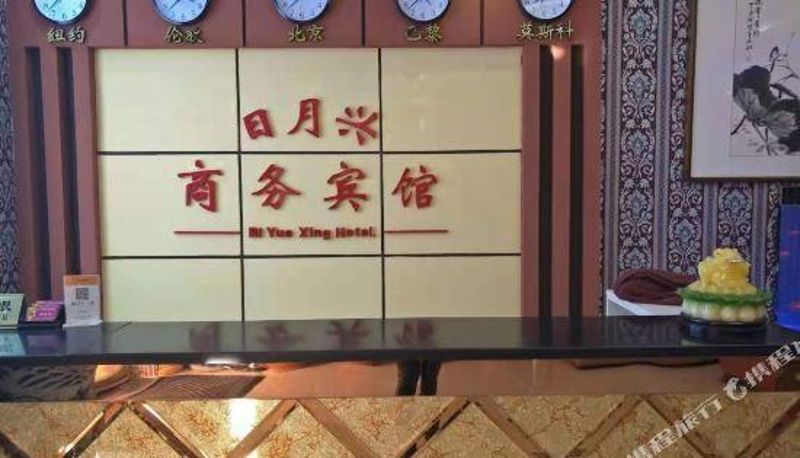 纽约 伦敦 北京 巴黎 莫斯科
日月兴
商务宾馆
Ri Yue Xing Hotel
携程旅行